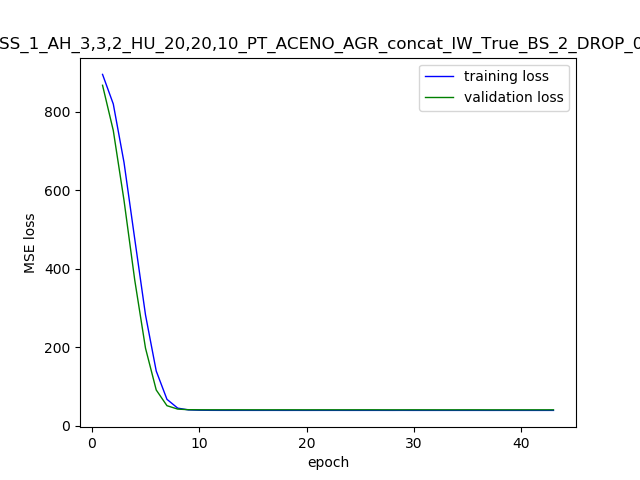 SS_1_AH_3,3,2_HU_20,20,10_PT_ACENO_AGR_concat_IW_True_BS_2_DROP_0
training loss
validation loss
MSE loss
800
600
400
200
0
0 10 20 30 40
epoch